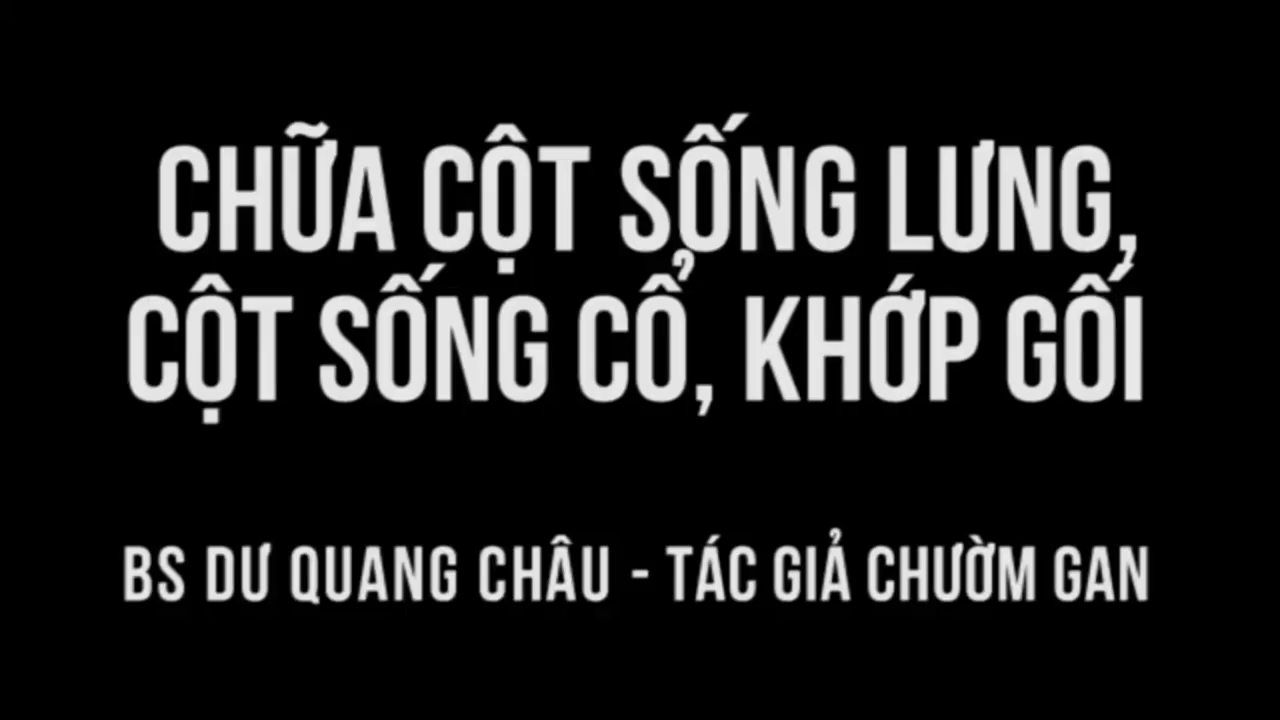 CHỮA CỘT SỐNG LƯNG,
CỘT SỐNG CỔ, KHỚP GỐI
BS DƯ QUANG CHÂU - TÁC GIẢ CHƯỜM GAN